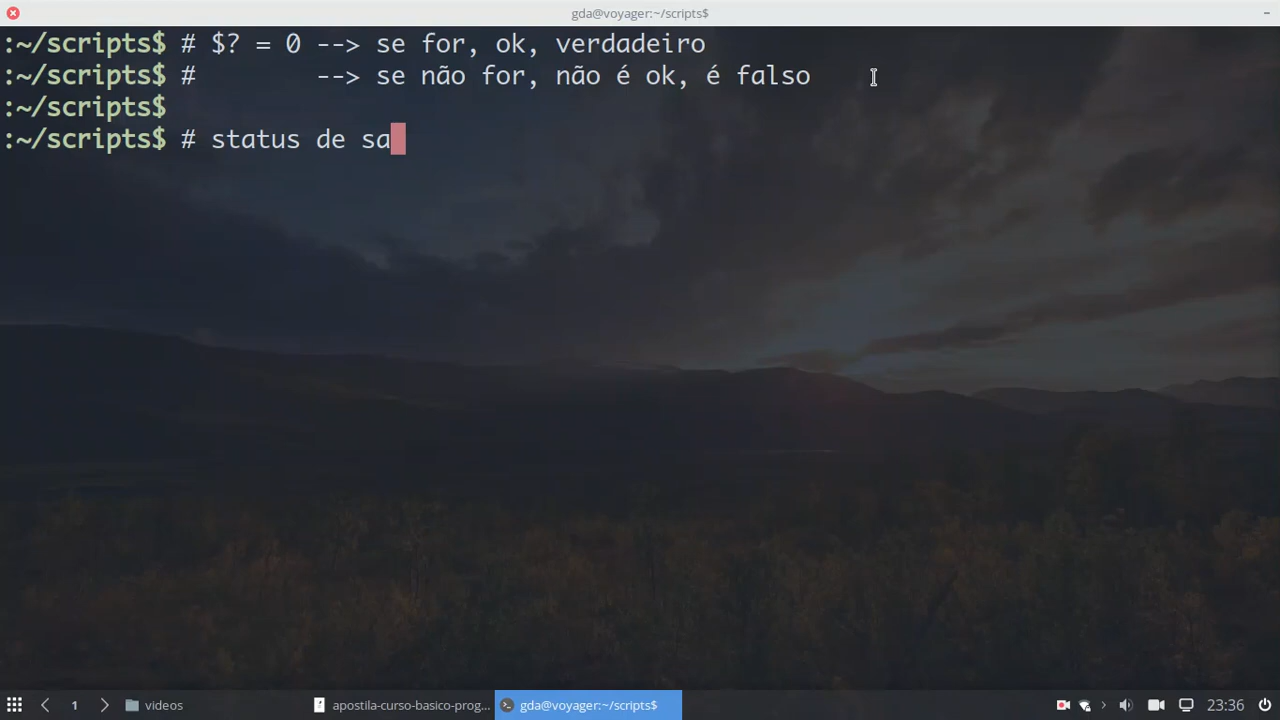 gda@voyager:~/scripts$
:~/scripts$ # $? = 0 --> se for, ok, verdadeiro
:~/scripts$ #        --> se não for, não é ok, é falso
:~/scripts$
:~/scripts$ # status de sa
1 videos apostila-curso-basico-prog... gda@voyager:~/scripts$ 23:36